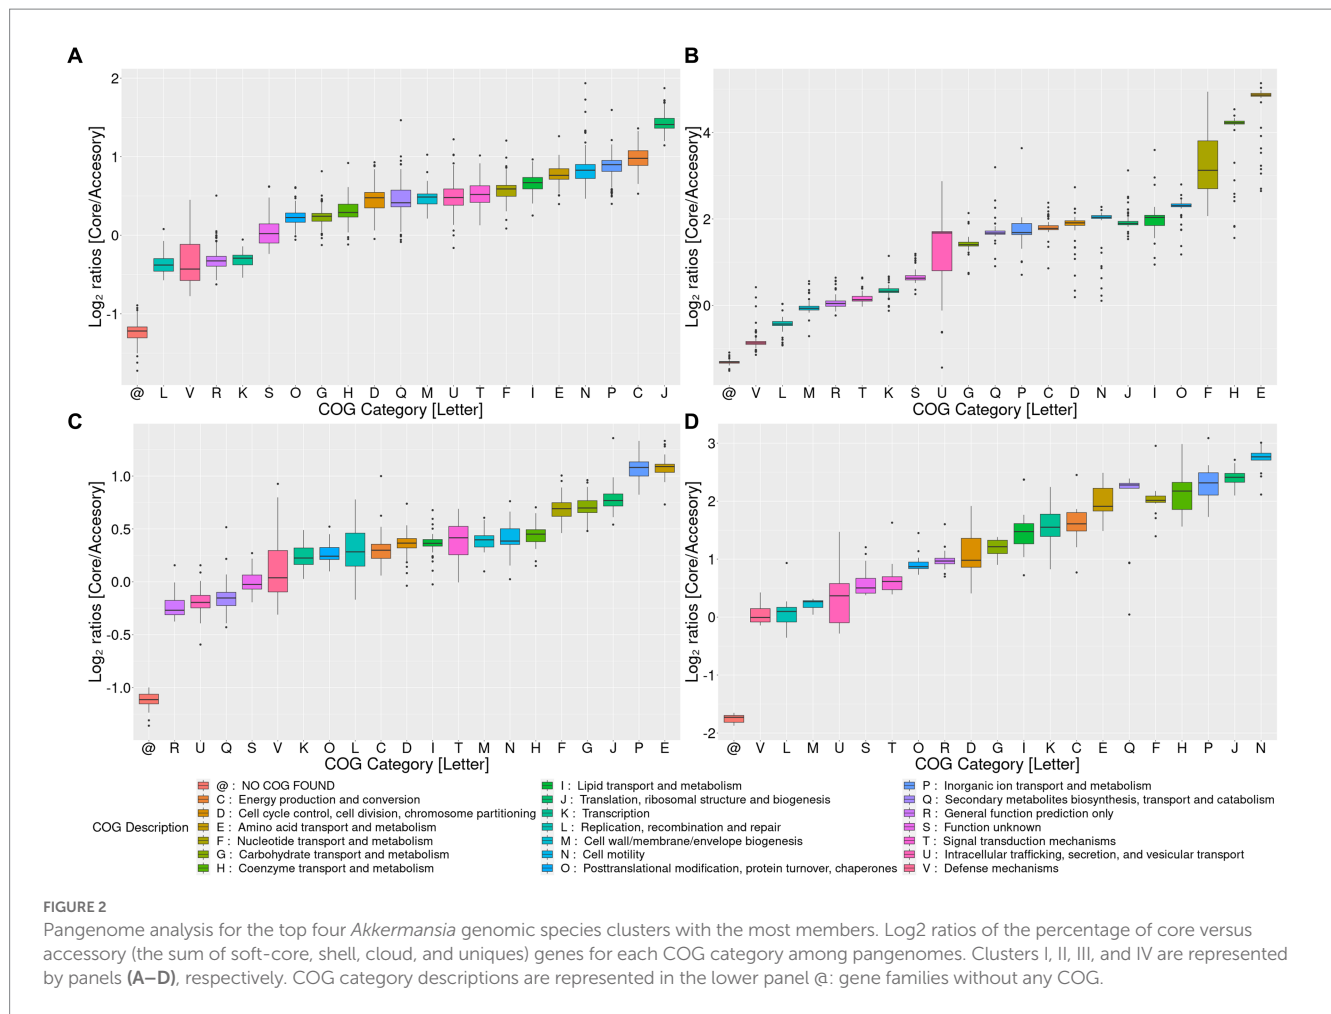 A
Log2 ratios [Core/Accesory]
2
1
0
-1
@ L V R K S O G H D Q M U T F I E N P C J
COG Category [Letter]
B
Log2 ratios [Core/Accesory]
4
2
0
@ V L M R T K S U G Q P C D N J I O F H E
COG Category [Letter]
C
Log2 ratios [Core/Accesory]
1.0
0.5
0.0
-0.5
-1.0
@ R U Q S V K O L C D I T M N H F G J P E
COG Category [Letter]
D
Log2 ratios [Core/Accesory]
3
2
1
0
-1
-2
@ V L M U S T O R D G I K C E Q F H P J N
COG Category [Letter]
COG Description
@ : NO COG FOUND
C : Energy production and conversion
D : Cell cycle control, cell division, chromosome partitioning
E : Amino acid transport and metabolism
F : Nucleotide transport and metabolism
G : Carbohydrate transport and metabolism
H : Coenzyme transport and metabolism
I : Lipid transport and metabolism
J : Translation, ribosomal structure and biogenesis
K : Transcription
L : Replication, recombination and repair
M : Cell wall/membrane/envelope biogenesis
N : Cell motility
O : Posttranslational modification, protein turnover, chaperones
P : Inorganic ion transport and metabolism
Q : Secondary metabolites biosynthesis, transport and catabolism
R : General function prediction only
S : Function unknown
T : Signal transduction mechanisms
U : Intracellular trafficking, secretion, and vesicular transport
V : Defense mechanisms
FIGURE 2
Pangenome analysis for the top four Akkermansia genomic species clusters with the most members. Log2 ratios of the percentage of core versus
accessory (the sum of soft-core, shell, cloud, and uniques) genes for each COG category among pangenomes. Clusters I, II, III, and IV are represented
by panels (A–D), respectively. COG category descriptions are represented in the lower panel @: gene families without any COG.